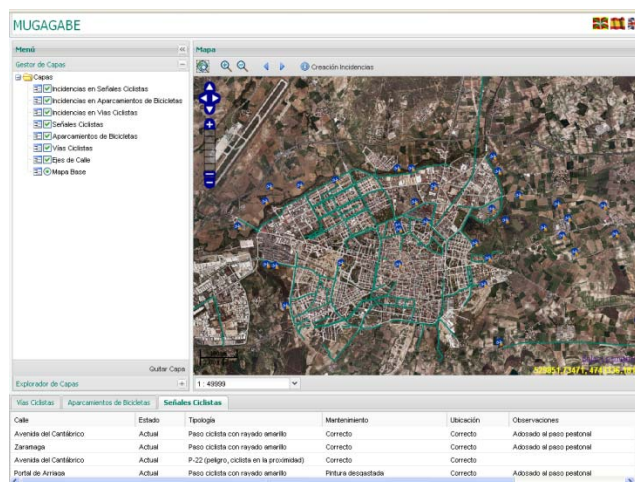 MUGAGABE
Menú
Gestor de Capas
Capas
Incidencias en Señales Ciclistas
Incidencias en Aparcamientos de Bicicletas
Incidencias en Vías Ciclistas
Señales Ciclistas
Aparcamientos de Bicicletas
Vías Ciclistas
Ejes de Calle
Mapa Base
Quitar Capa
Explorador de Capas
Mapa
Creación Incidencias
1 : 49999
Vías Ciclistas Aparcamientos de Bicicletas Señales Ciclistas
Calle Estado Tipología Mantenimiento Ubicación Observaciones
Avenida del Cantábrico Actual Paso ciclista con rayado amarillo Correcto Correcto Adosado al paso peatonal
Zaramaga Actual Paso ciclista con rayado amarillo Correcto Correcto Adosado al paso peatonal
Avenida del Cantábrico Actual P-22 (peligro, ciclista en la proximidad) Correcto Correcto
Portal de Arriaga Actual Paso ciclista con rayado amarillo Pintura desgastada Correcto Adosado al paso peatonal